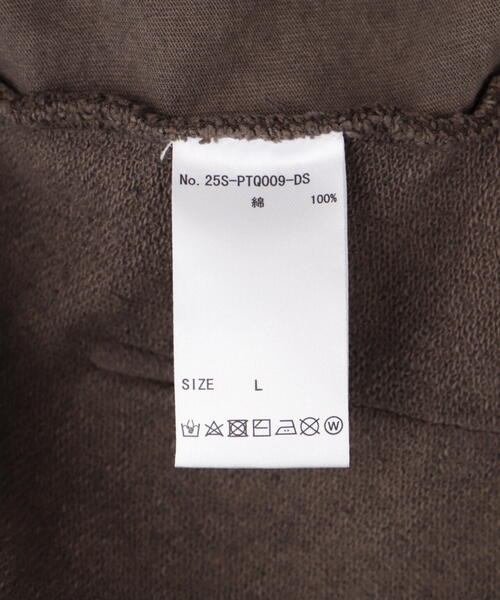 No. 25S-PTQ009-DS
綿 100%
SIZE L
W